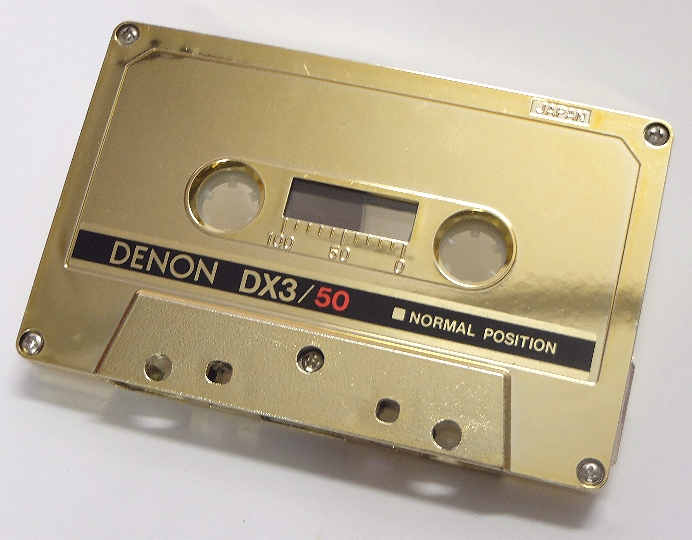 JAPAN
100 50 0
DENON DX3/50 NORMAL POSITION